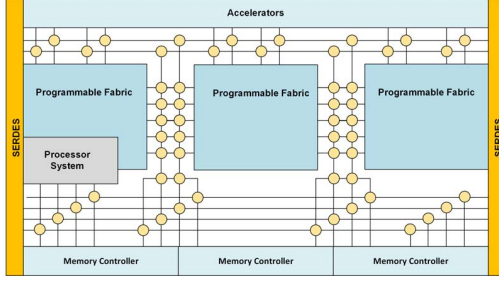 Accelerators
SERDES
Programmable Fabric
Programmable Fabric
Programmable Fabric
SERDES
Processor
System
Memory Controller
Memory Controller
Memory Controller